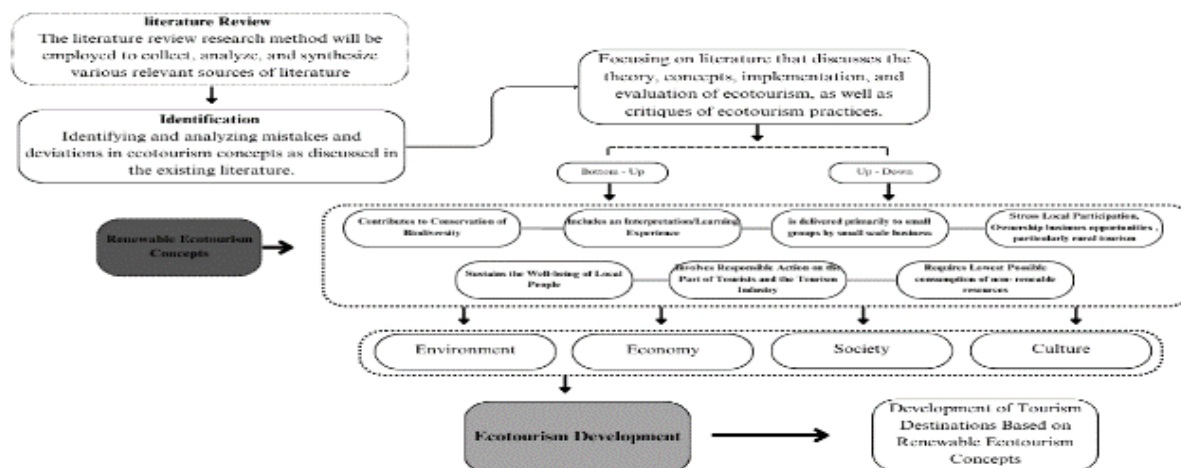 literature Review
The literature review research method will be
employed to collect, analyze, and synthesize
various relevant sources of literature
Identification
Identifying and analyzing mistakes and
deviations in ecotourism concepts as discussed in
the existing literature.
Focusing on literature that discusses the
theory, concepts, implementation, and
evaluation of ecotourism, as well as
critiques of ecotourism practices.
Bottom - Up
Up - Down
Renewable Ecotourism
Concepts
Contributes to Conservation of
Biodiversity
Includes an Interpretation/Learning
Experience
is delivered primarily to small
groups by small scale business
Stress Local Participation,
Ownership business opportunities ,
particularly rural tourism
Sustains the Well-being of Local
People
Involves Responsible Action on the
Part of Tourists and the Tourism
Industry
Requires Lowest Possible
consumption of non-
resources
Environment
Economy
Society
Culture
Ecotourism Development
Development of Tourism
Destinations Based on
Renewable Ecotourism
Concepts